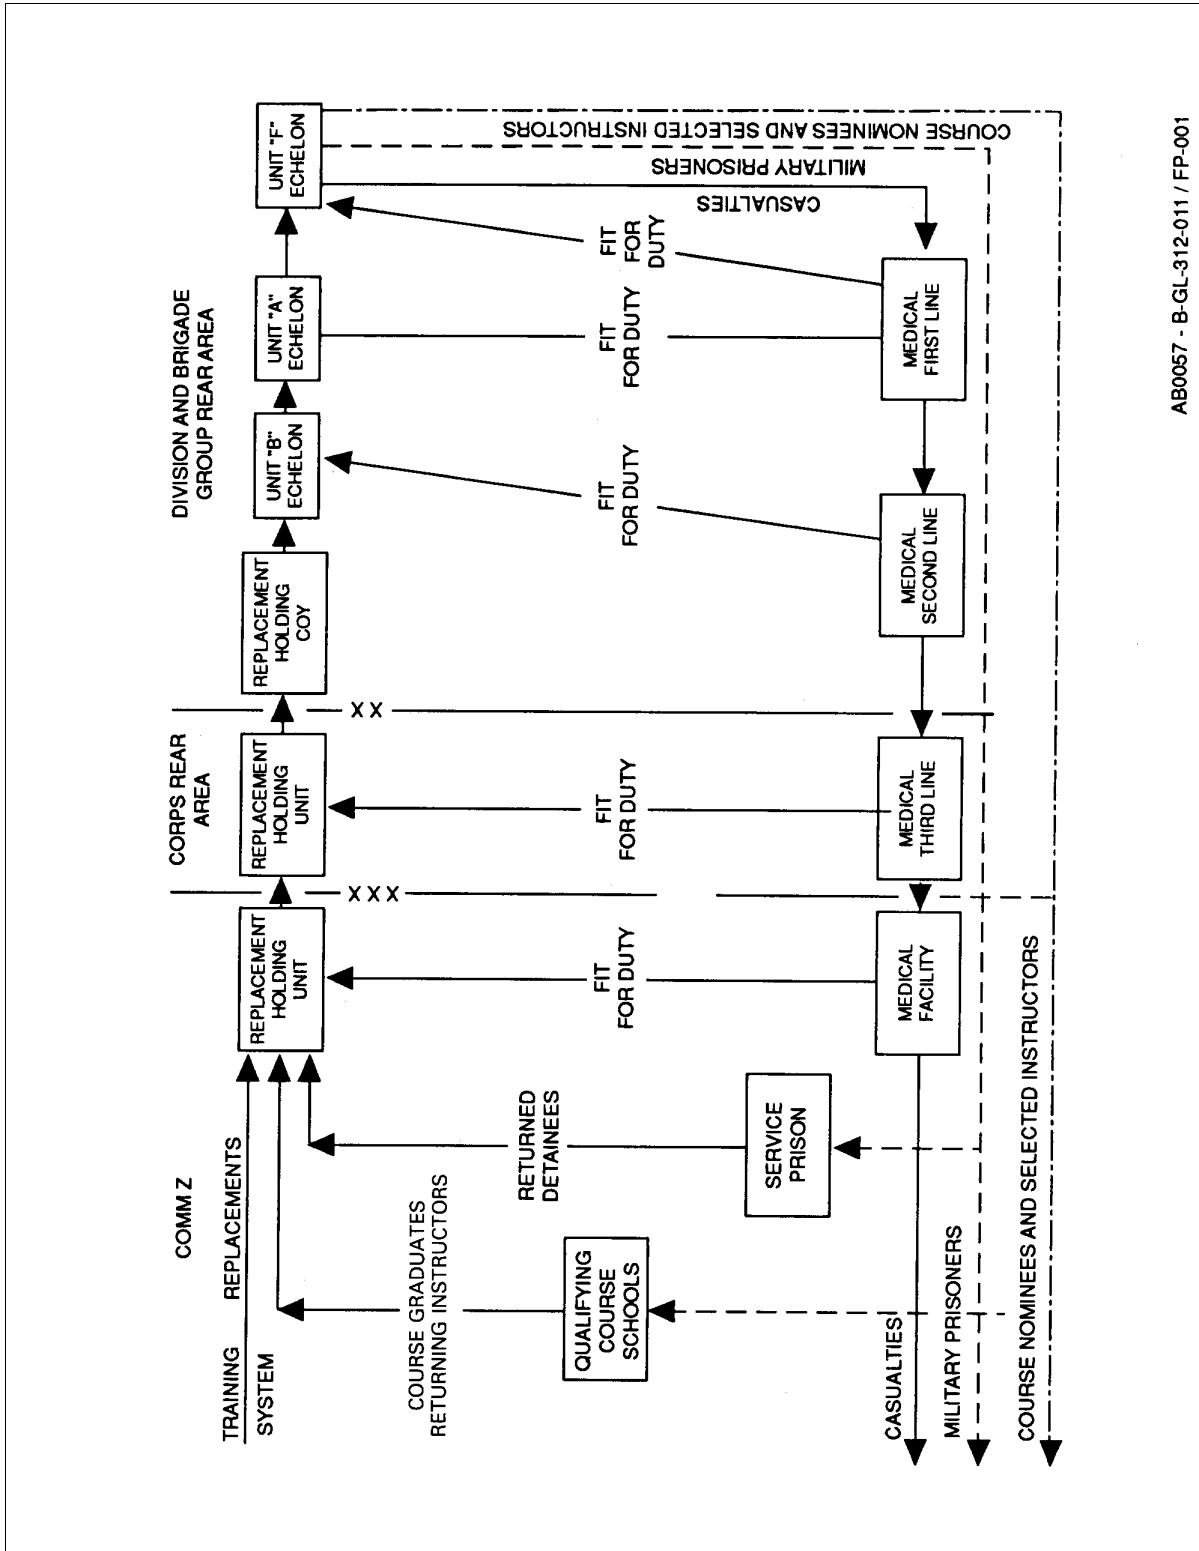 COMM Z
CORPS REAR
AREA
DIVISION AND BRIGADE
GROUP REAR AREA
TRAINING REPLACEMENTS
SYSTEM
REPLACEMENT
HOLDING
UNIT
XXX
REPLACEMENT
HOLDING
UNIT
XX
REPLACEMENT
HOLDING
COY
UNIT "B"
ECHELON
UNIT "A"
ECHELON
UNIT "F"
ECHELON
COURSE GRADUATES
RETURNING INSTRUCTORS
RETURNED
DETAINEES
FIT
FOR DUTY
FIT
FOR DUTY
FIT
FOR DUTY
FIT
FOR DUTY
FIT
FOR
DUTY
CASUALTIES
MILITARY PRISONERS
COURSE NOMINEES AND SELECTED INSTRUCTORS
QUALIFYING
COURSE
SCHOOLS
SERVICE
PRISON
MEDICAL
FACILITY
MEDICAL
THIRD LINE
MEDICAL
SECOND LINE
MEDICAL
FIRST LINE
CASUALTIES
MILITARY PRISONERS
COURSE NOMINEES AND SELECTED INSTRUCTORS
AB0057 - B-GL-312-011 / FP-001